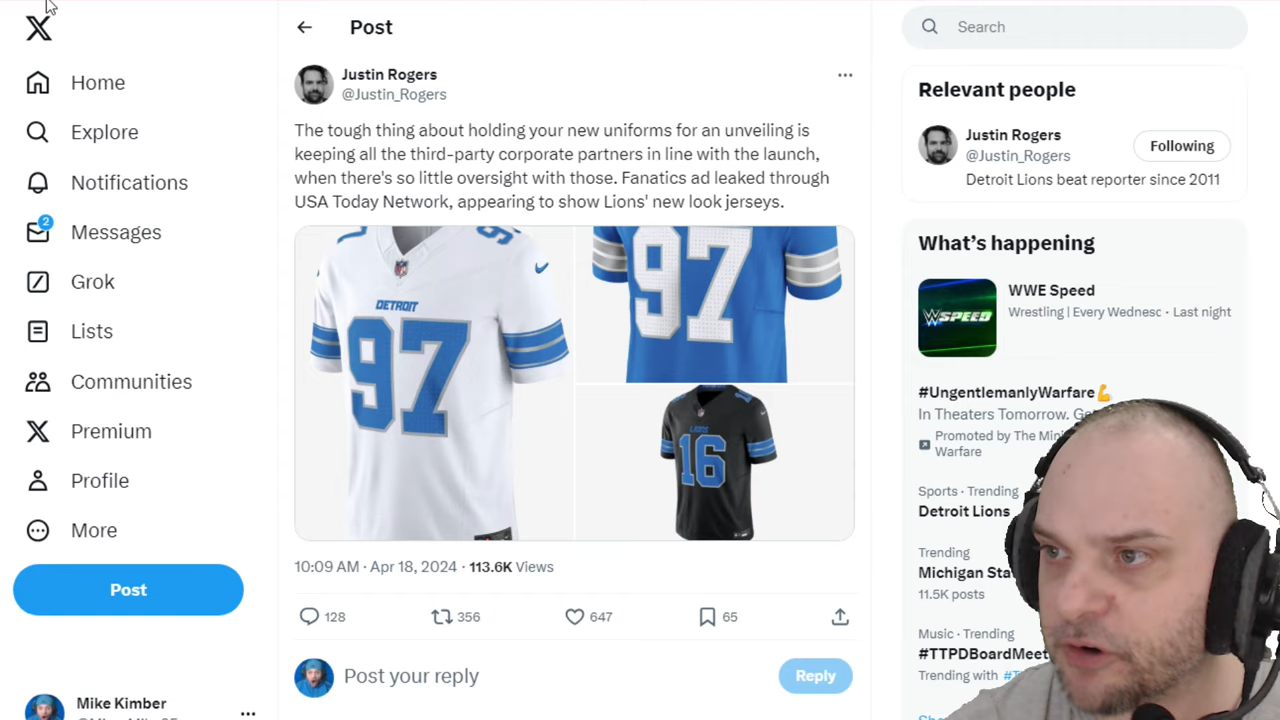 Home
Explore
Notifications
2
Messages
Grok
Lists
Communities
Premium
Profile
More
Post
Mike Kimber
Post
Justin Rogers
@Justin_Rogers
The tough thing about holding your new uniforms for an unveiling is
keeping all the third-party corporate partners in line with the launch,
when there's so little oversight with those. Fanatics ad leaked through
USA Today Network, appearing to show Lions' new look jerseys.
DETROIT
97
97
LIONS
16
10:09 AM · Apr 18, 2024 · 113.6K Views
128
356
647
65
Post your reply
Reply
Search
Relevant people
Justin Rogers
@Justin_Rogers
Following
Detroit Lions beat reporter since 2011
What's happening
WWE Speed
Wrestling | Every Wednesc · Last night
SPEED
#UngentlemanlyWarfare💪
In Theaters Tomorrow.
Promoted by The
Warfare
Sports · Trending
Detroit Lions
Trending
Michigan
11.5K posts
Music · Trending
#TTPDBoardMeet
Trending with